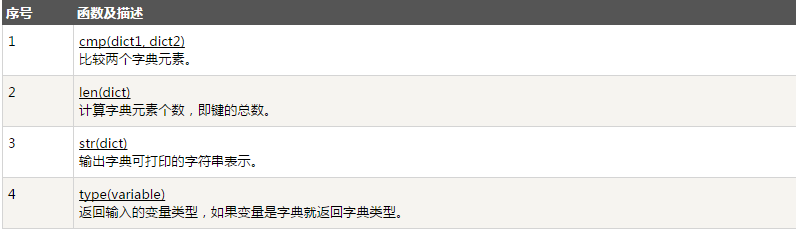 序号 函数及描述
1 cmp(dict1, dict2)
比较两个字典元素。
2 len(dict)
计算字典元素个数，即键的总数。
3 str(dict)
输出字典可打印的字符串表示。
4 type(variable)
返回输入的变量类型，如果变量是字典就返回字典类型。